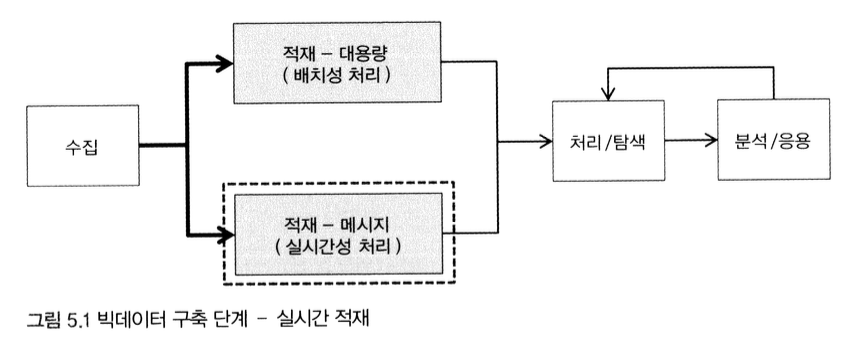 적재 – 대용량
( 배치성 처리 )
수집
처리/탐색
분석/응용
적재 – 메시지
( 실시간성 처리 )
그림 5.1 빅데이터 구축 단계 – 실시간 적재